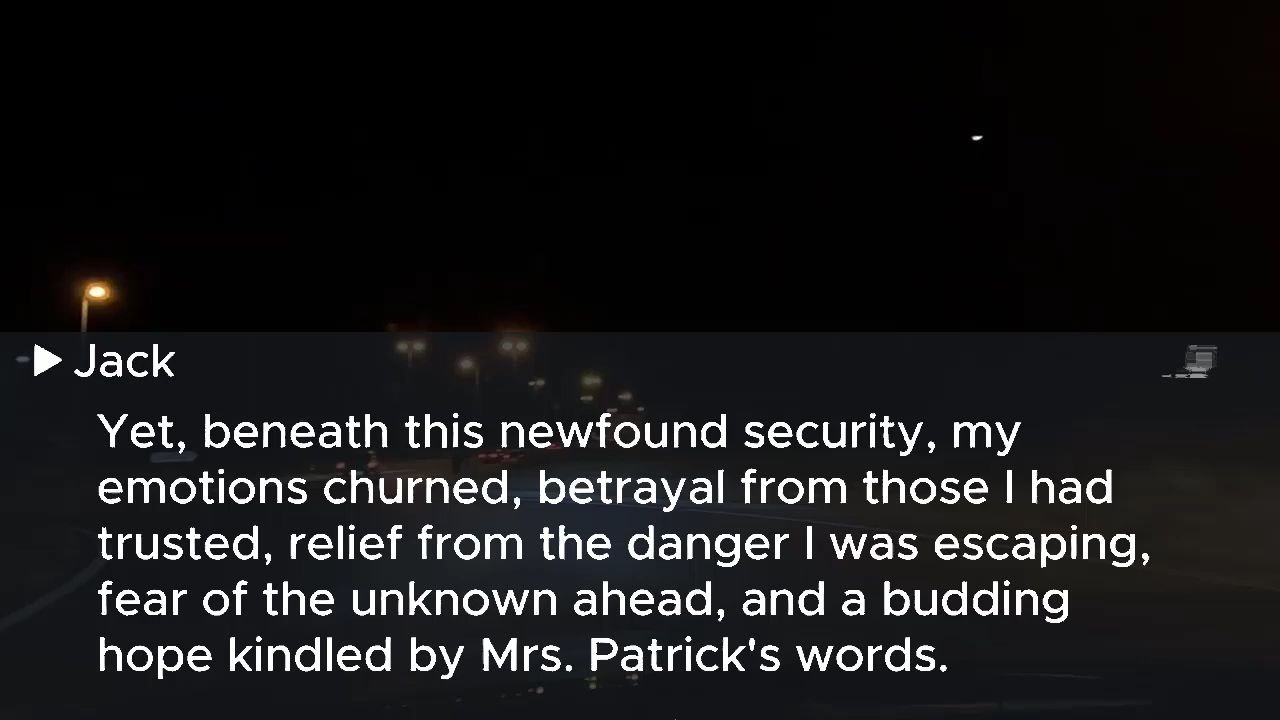 Jack
Yet, beneath this newfound security, my
emotions churned, betrayal from those I had
trusted, relief from the danger I was escaping,
fear of the unknown ahead, and a budding
hope kindled by Mrs. Patrick's words.